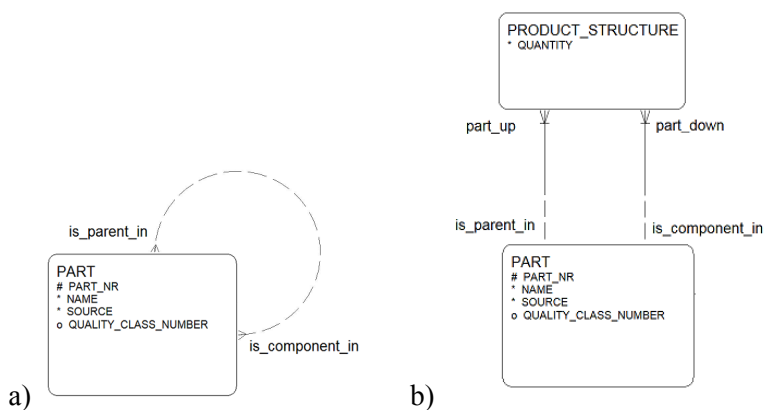 is_parent_in
PART
# PART_NR
* NAME
* SOURCE
o QUALITY_CLASS_NUMBER
is_component_in
a)
PRODUCT_STRUCTURE
* QUANTITY
part_up
part_down
is_parent_in
is_component_in
PART
# PART_NR
* NAME
* SOURCE
o QUALITY_CLASS_NUMBER
b)